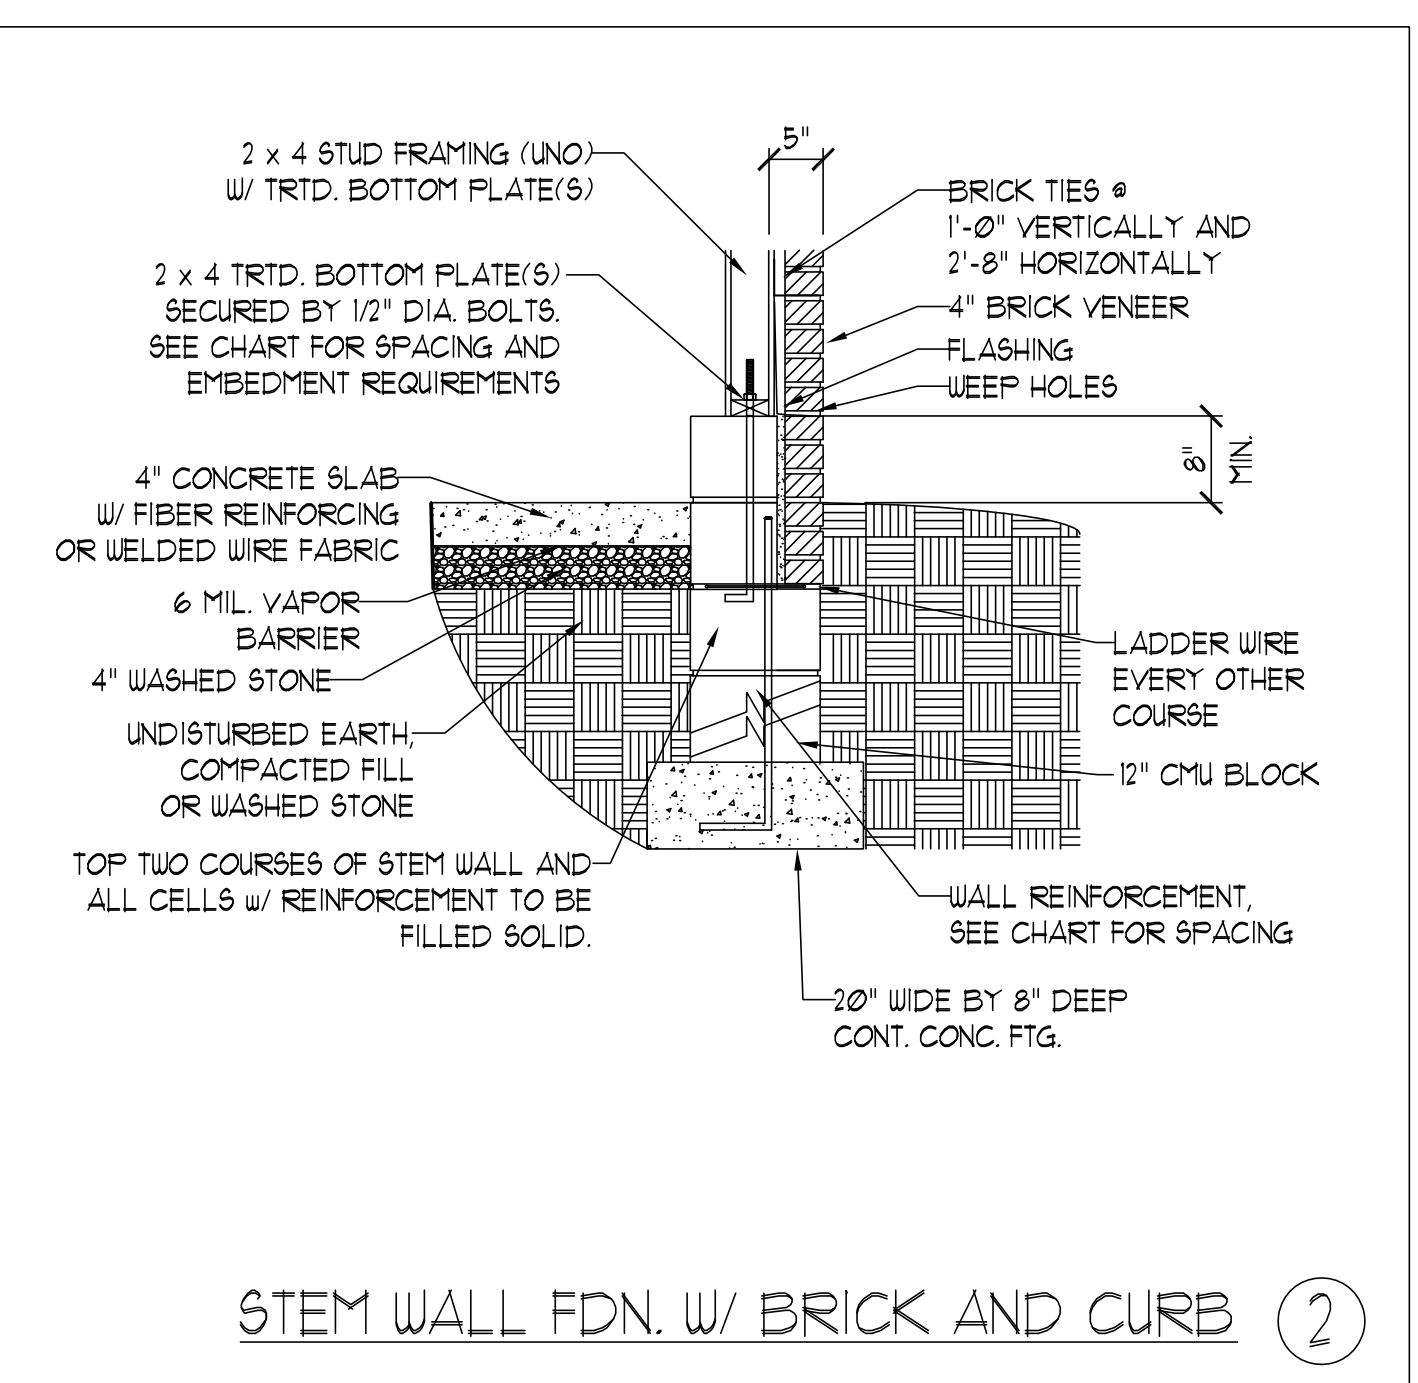 5"
2 x 4 STUD FRAMING (UNO)
W/ TRTD. BOTTOM PLATE(S)
BRICK TIES @
1'-0" VERTICALLY AND
2'-8" HORIZONTALLY
2 x 4 TRTD. BOTTOM PLATE(S)
SECURED BY 1/2" DIA. BOLTS.
SEE CHART FOR SPACING AND
EMBEDMENT REQUIREMENTS
4" BRICK VENEER
FLASHING
WEEP HOLES
8"
MIN.
4" CONCRETE SLAB
W/ FIBER REINFORCING
OR WELDED WIRE FABRIC
6 MIL. VAPOR
BARRIER
4" WASHED STONE
UNDISTURBED EARTH,
COMPACTED FILL
OR WASHED STONE
LADDER WIRE
EVERY OTHER
COURSE
12" CMU BLOCK
TOP TWO COURSES OF STEM WALL AND
ALL CELLS w/ REINFORCEMENT TO BE
FILLED SOLID.
WALL REINFORCEMENT,
SEE CHART FOR SPACING
20" WIDE BY 8" DEEP
CONT. CONC. FTG.
STEM WALL FDN. W/ BRICK AND CURB
2